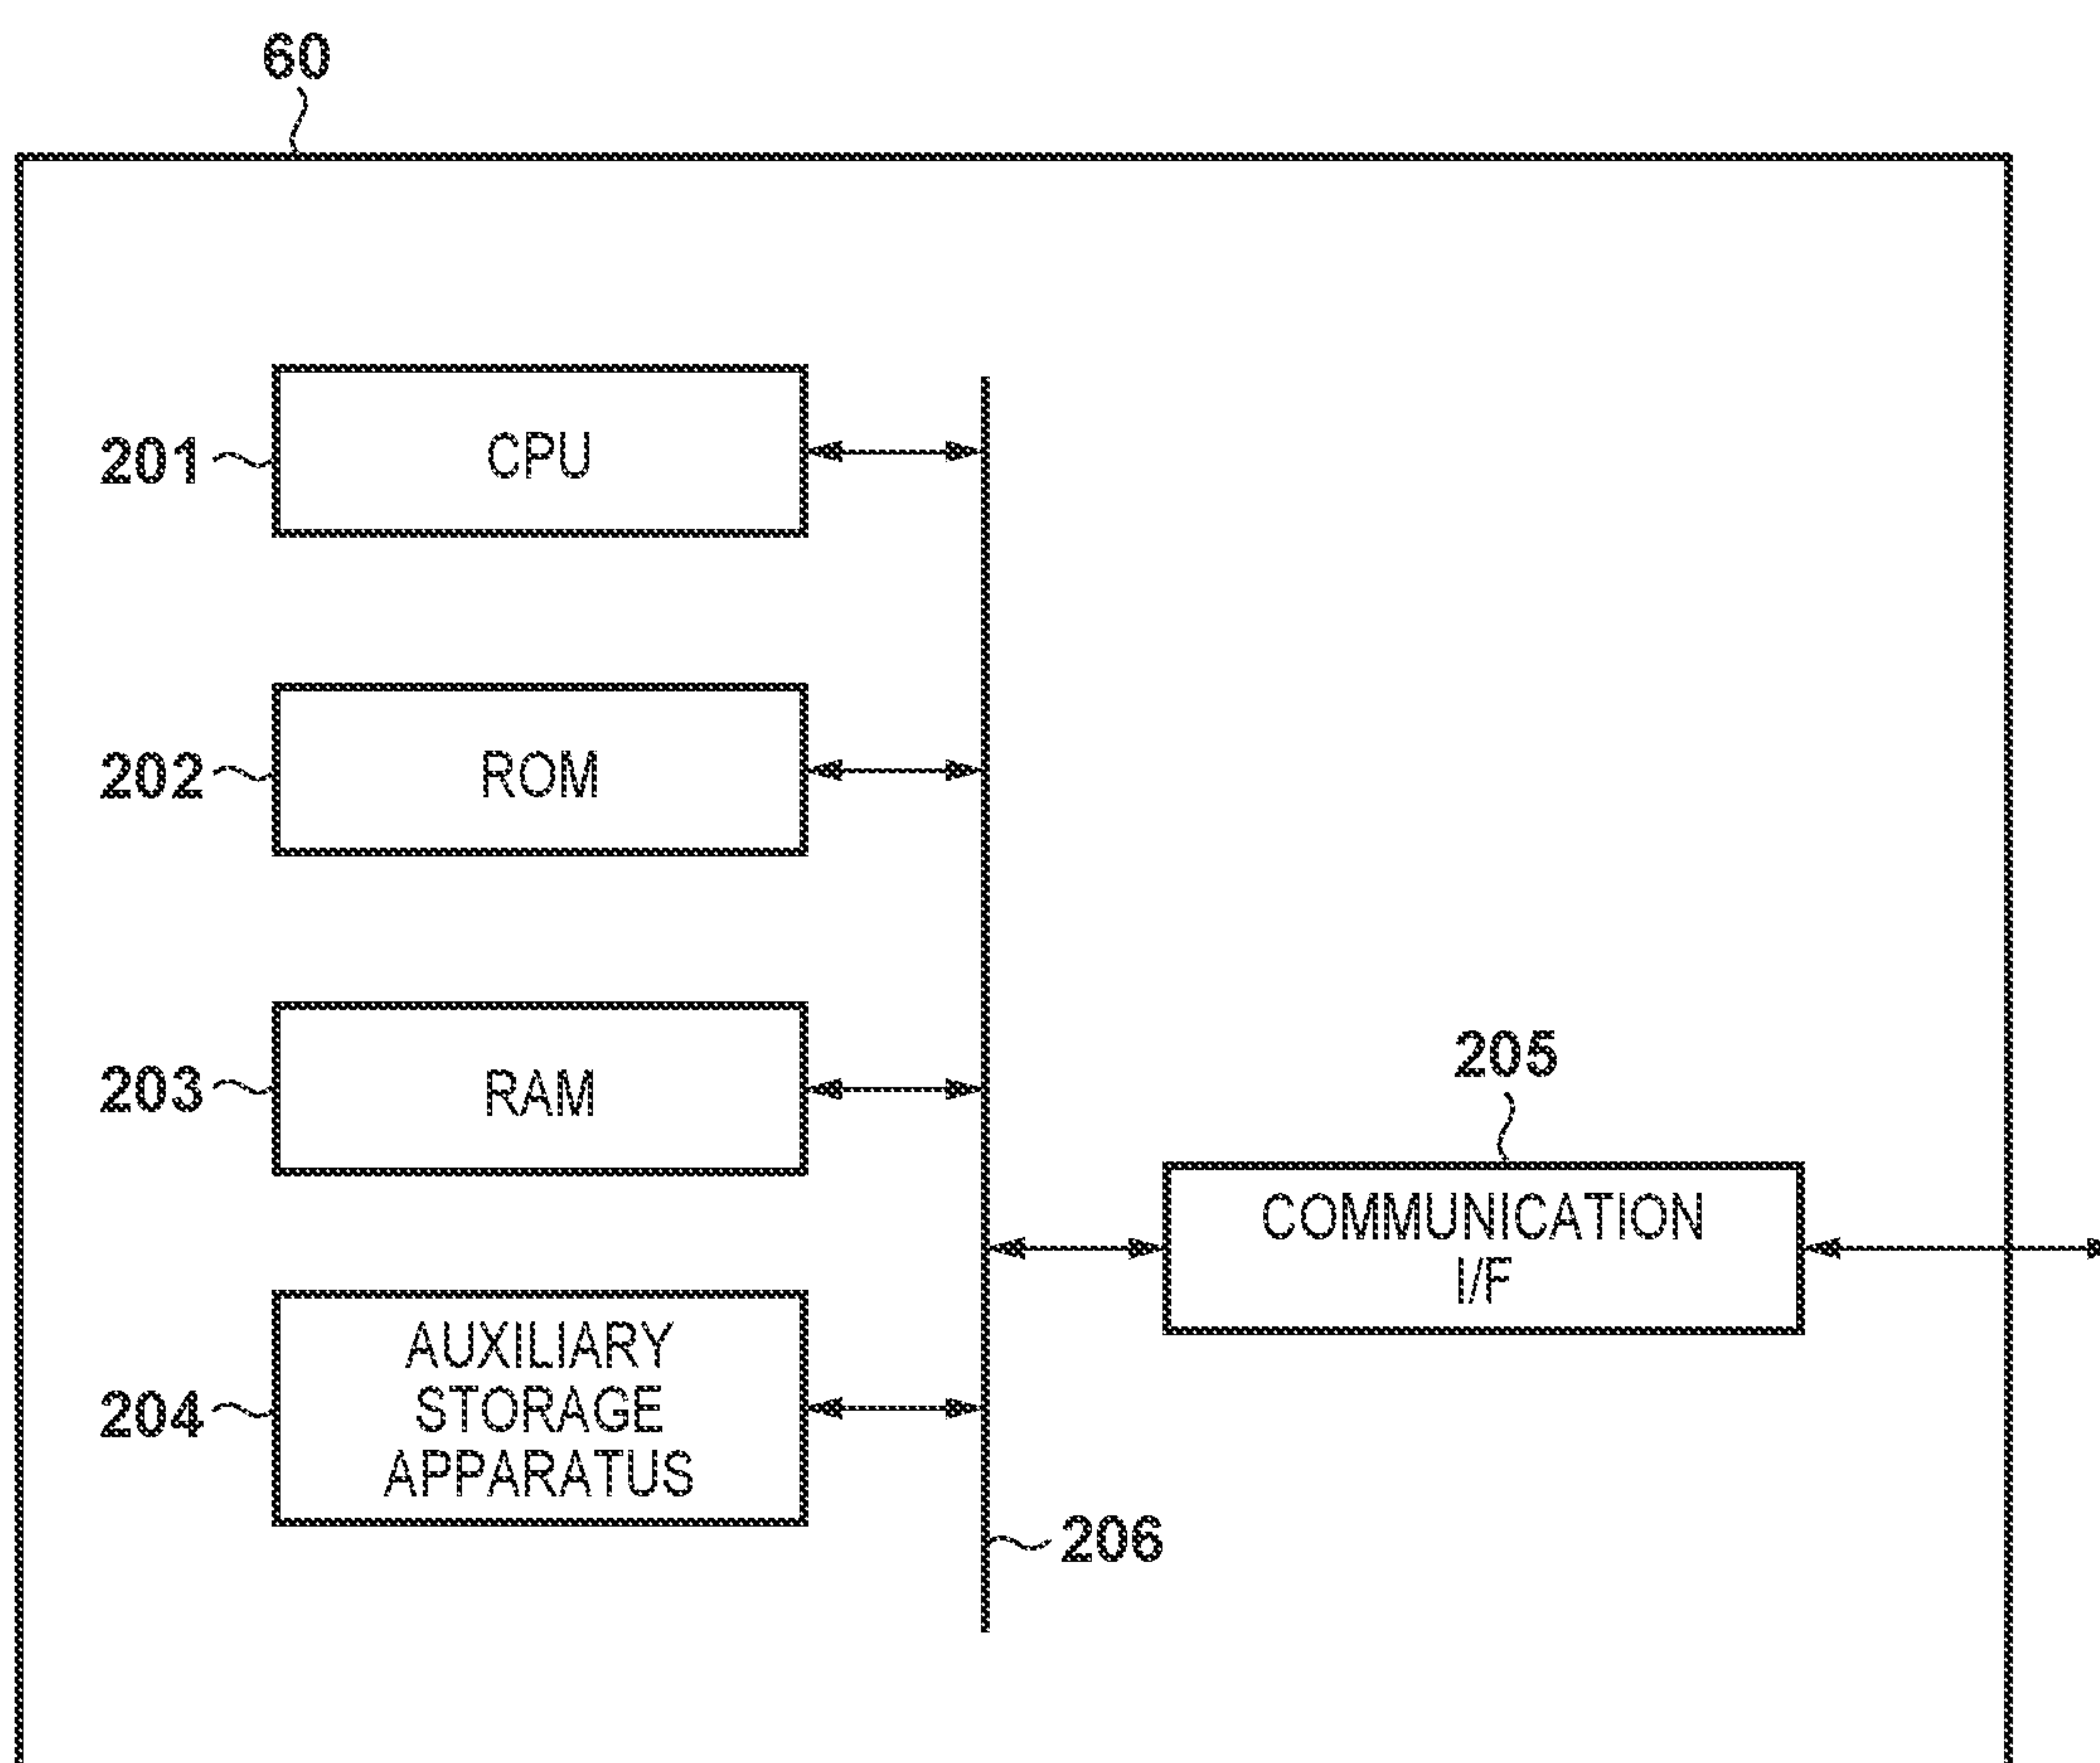 60
201
CPU
202
ROM
203
RAM
205
COMMUNICATION
I/F
204
AUXILIARY
STORAGE
APPARATUS
206